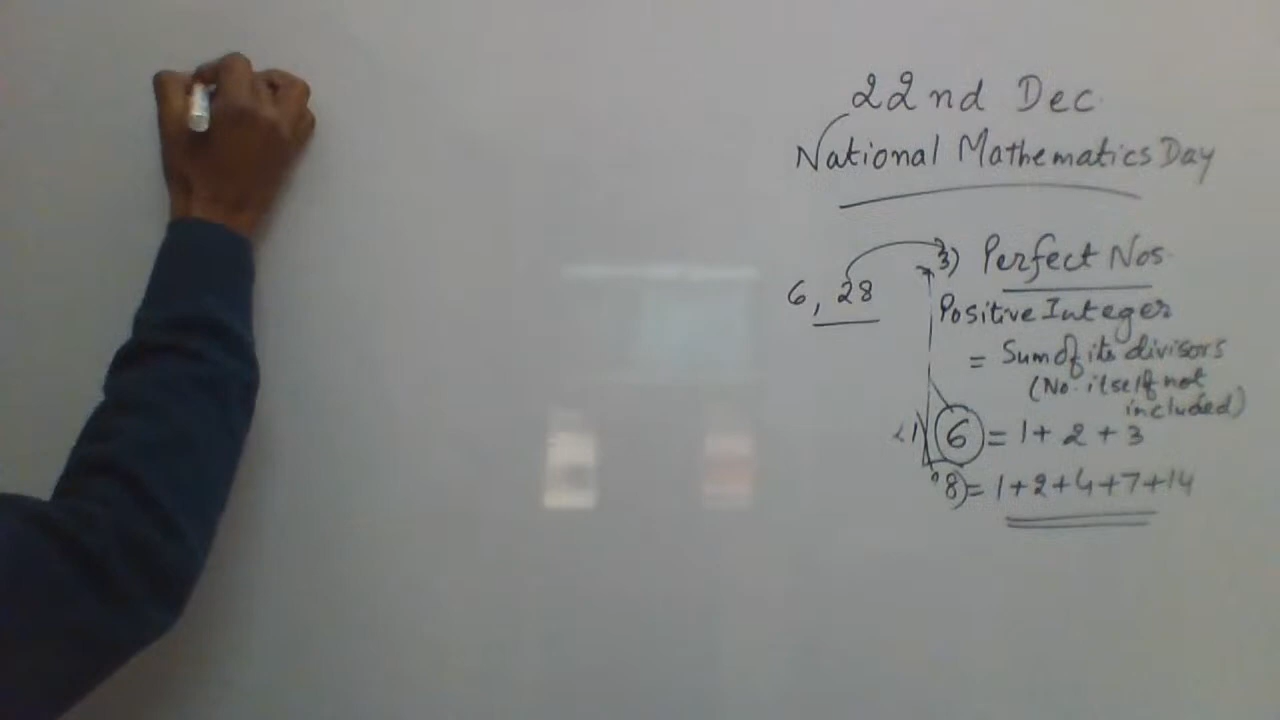 22nd Dec.
National Mathematics Day
3) Perfect Nos.
6, 28
Positive Integer
= Sum of its divisors
(No. itself not
included)
6 = 1 + 2 + 3
8) = 1+2+4+7+14